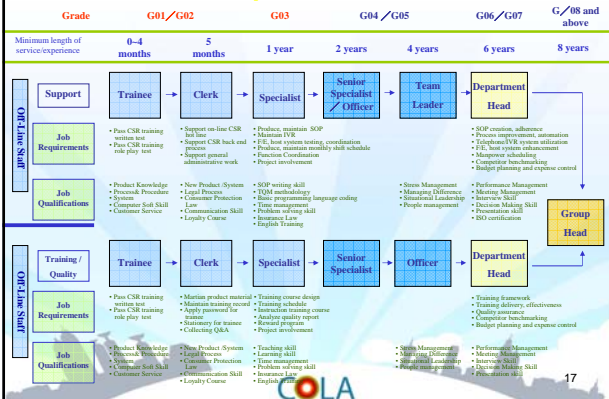 Grade G01/G02 G03 G04/G05 G06/G07 G/08 and above
Minimum length of service/experience 0~4 months 5 months 1 year 2 years 4 years 6 years 8 years
Off-Line Staff
Support
Trainee
Clerk
Specialist
Senior Specialist/Officer
Team Leader
Department Head
Job Requirements
• Pass CSR training written test
• Pass CSR training role play test
• Support on-line CSR hot line
• Support CSR back end process
• Support general administrative work
• Produce, maintain SOP
• Maintain IVR
• F/E, host system testing, coordination
• Produce, maintain monthly shift schedule
• Function Coordination
• Project involvement
• SOP creation, adherence
• Process improvement, automation
• Telephone/IVR system utilization
• F/E, host system enhancement
• Manpower scheduling
• Competitor benchmarking
• Budget planning and expense control
Job Qualifications
• Product Knowledge
• Process& Procedure
• System
• Computer Soft Skill
• Customer Service
• New Product /System
• Legal Process
• Consumer Protection Law
• Communication Skill
• Loyalty Course
• SOP writing skill
• TQM methodology
• Basic programming language coding
• Time management
• Problem solving skill
• Insurance Law
• English Training
• Stress Management
• Managing Difference
• Situational Leadership
• People management
• Performance Management
• Meeting Management
• Interview Skill
• Decision Making Skill
• Presentation skill
• ISO certification
Group Head
Off-Line Staff
Training / Quality
Trainee
Clerk
Specialist
Senior Specialist
Officer
Department Head
Job Requirements
• Pass CSR training written test
• Pass CSR training role play test
• Martian product material
• Maintain training record
• Apply password for trainee
• Stationery for trainee
• Collecting Q&A
• Training course design
• Training schedule
• Instruction training course
• Analyze quality report
• Reward program
• Project involvement
• Training framework
• Training delivery, effectiveness
• Quality assurance
• Competitor benchmarking
• Budget planning and expense control
Job Qualifications
• Product Knowledge
• Process& Procedure
• System
• Computer Soft Skill
• Customer Service
• New Product /System
• Legal Process
• Consumer Protection Law
• Communication Skill
• Loyalty Course
• Teaching skill
• Learning skill
• Time management
• Problem solving skill
• Insurance Law
• English Training
• Stress Management
• Managing Difference
• Situational Leadership
• People management
• Performance Management
• Meeting Management
• Interview Skill
• Decision Making Skill
• Presentation skill
COLA
17